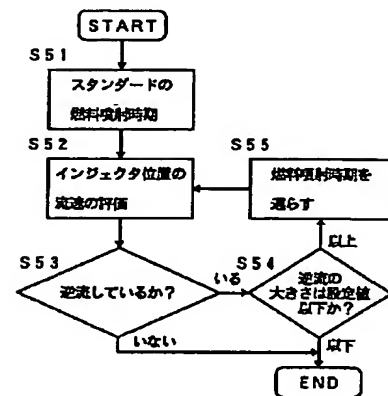 START
S51
スタンダードの
燃料噴射時期
S52
インジェクタ位置の
流速の評価
S55
燃料噴射時期を
遅らす
S53
逆流しているか?
いる
いない
S54
逆流の
大きさは設定値
以下か?
以上
以下
END